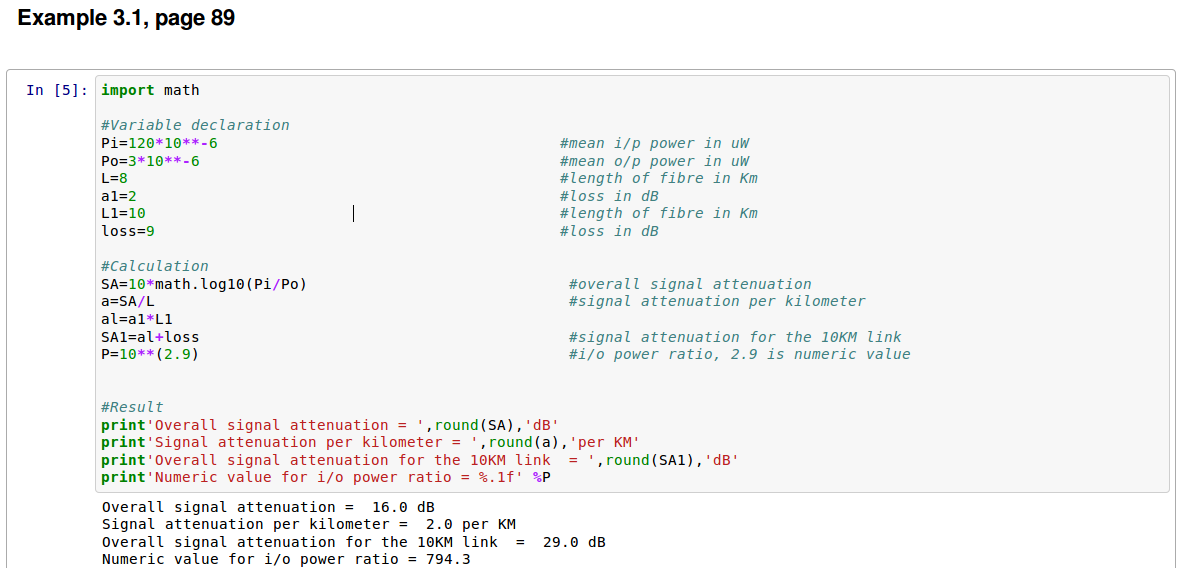 Example 3.1, page 89
In [5]: import math
#Variable declaration
Pi=120*10**-6 #mean i/p power in uW
Po=3*10**-6 #mean o/p power in uW
L=8 #length of fibre in Km
a1=2 #loss in dB
L1=10 #length of fibre in Km
loss=9 #loss in dB
#Calculation
SA=10*math.log10(Pi/Po) #overall signal attenuation
a=SA/L #signal attenuation per kilometer
al=a1*L1
SA1=al+loss #signal attenuation for the 10KM link
P=10**(2.9) #i/o power ratio, 2.9 is numeric value
#Result
print'Overall signal attenuation = ',round(SA),'dB'
print'Signal attenuation per kilometer = ',round(a),'per KM'
print'Overall signal attenuation for the 10KM link  = ',round(SA1),'dB'
print'Numeric value for i/o power ratio = %.1f' %P
Overall signal attenuation =  16.0 dB
Signal attenuation per kilometer =  2.0 per KM
Overall signal attenuation for the 10KM link  =  29.0 dB
Numeric value for i/o power ratio = 794.3